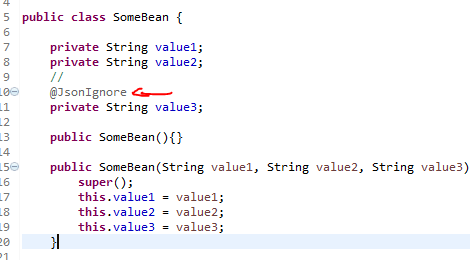 4
5 public class SomeBean {
6
7 private String value1;
8 private String value2;
9 //
10 @JsonIgnore
11 private String value3;
12
13 public SomeBean(){}
14
15 public SomeBean(String value1, String value2, String value3)
16 super();
17 this.value1 = value1;
18 this.value2 = value2;
19 this.value3 = value3;
20 }
21